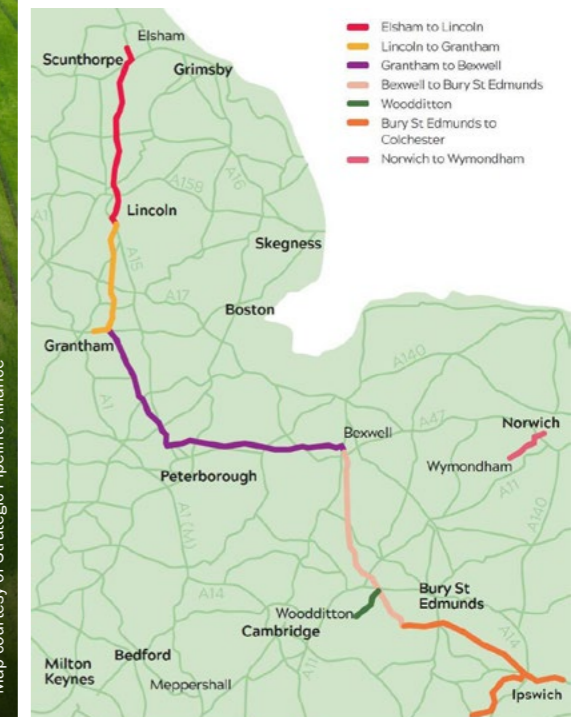 Elsham to Lincoln
Lincoln to Grantham
Grantham to Bexwell
Bexwell to Bury St Edmunds
Woodditton
Bury St Edmunds to
Colchester
Norwich to Wymondham
Elsham
Scunthorpe
Grimsby
A158
A16
A1
Lincoln
A15
Skegness
A17
Boston
Grantham
A1
A140
Bexwell
A47
Norwich
Wymondham
A11
A140
Peterborough
A1(M)
A14
Bury St
Edmunds
Woodditton
Cambridge
A14
A11
Bedford
Milton
Keynes
Meppershall
Ipswich
Map courtesy of Strategic Pipeline Alliance